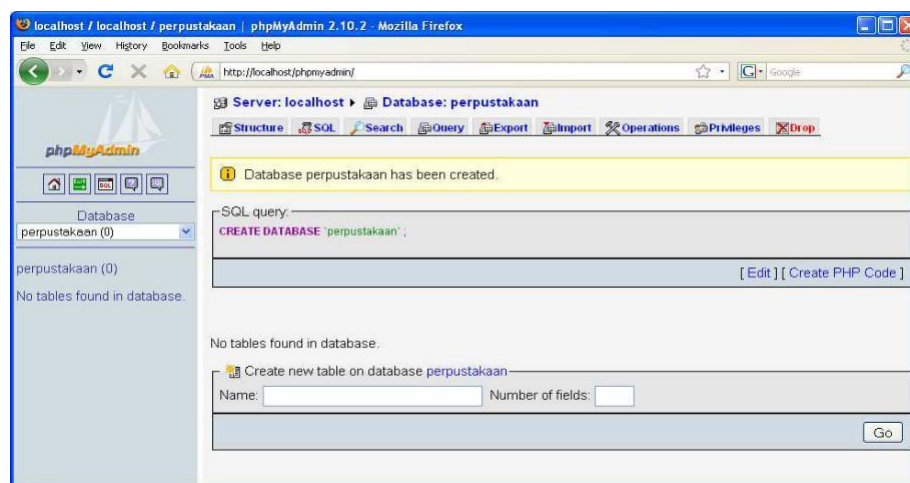 localhost / localhost / perpustakaan | phpMyAdmin 2.10.2 - Mozilla Firefox
File Edit View History Bookmarks Tools Help
http://localhost/phpmyadmin/
G Google
phpMyAdmin
SQL
Database
perpustakaan (0)
perpustakaan (0)
No tables found in database.
Server: localhost Database: perpustakaan
Structure SQL Search Query Export Import Operations Privileges Drop
Database perpustakaan has been created.
SQL query:
CREATE DATABASE `perpustakaan` ;
[ Edit ] [ Create PHP Code ]
No tables found in database.
Create new table on database perpustakaan
Name: Number of fields:
Go